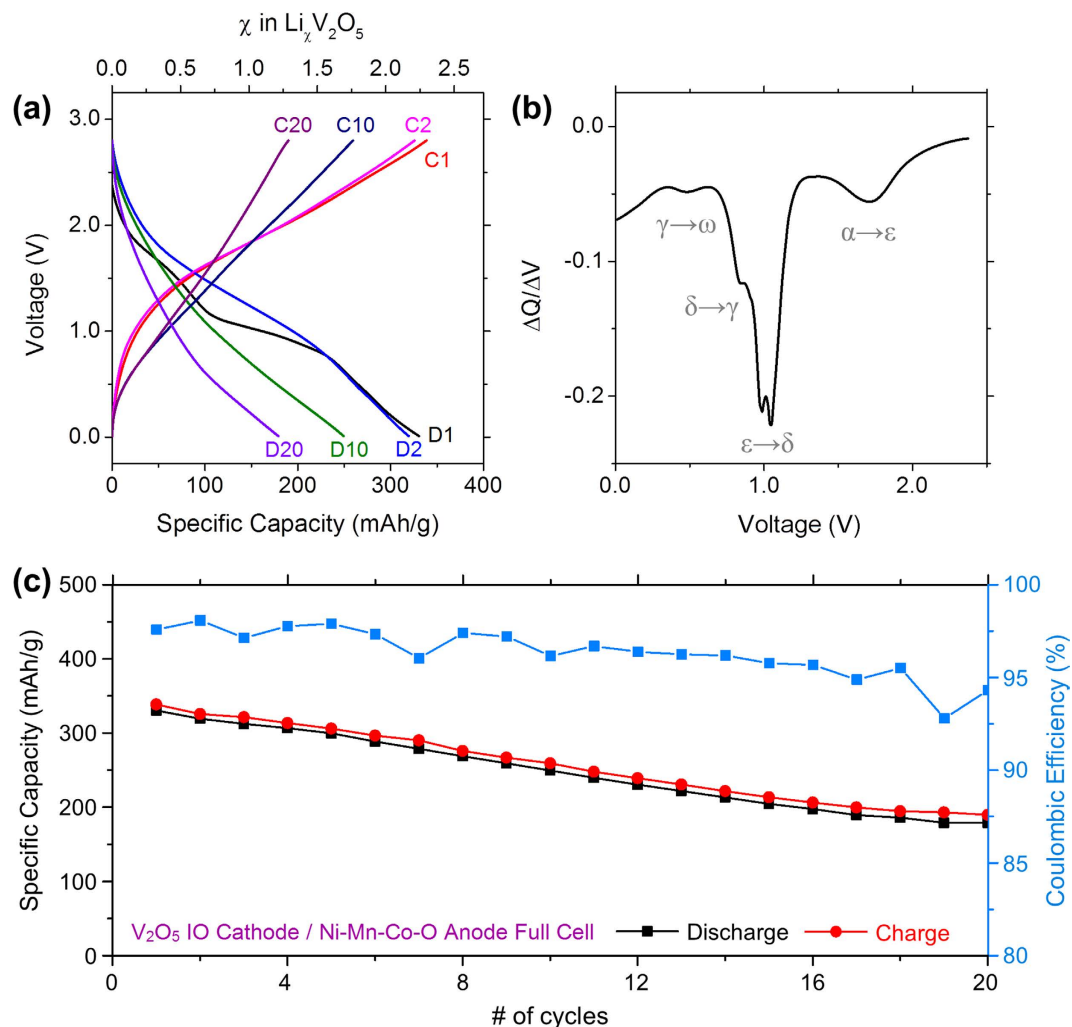 χ in LiχV2O5
0.0 0.5 1.0 1.5 2.0 2.5
(a)
3.0
2.0
1.0
0.0
Voltage (V)
C20 C10 C2
C1
D20 D10 D2 D1
0 100 200 300 400
Specific Capacity (mAh/g)
(b)
0.0
-0.1
-0.2
ΔQ/ΔV
γ→ω
α→ε
δ→γ
ε→δ
0.0 1.0 2.0
Voltage (V)
(c)
500
400
300
200
100
0
Specific Capacity (mAh/g)
100
95
90
85
80
Coulombic Efficiency (%)
V2O5 IO Cathode / Ni-Mn-Co-O Anode Full Cell Discharge Charge
0 4 8 12 16 20
# of cycles